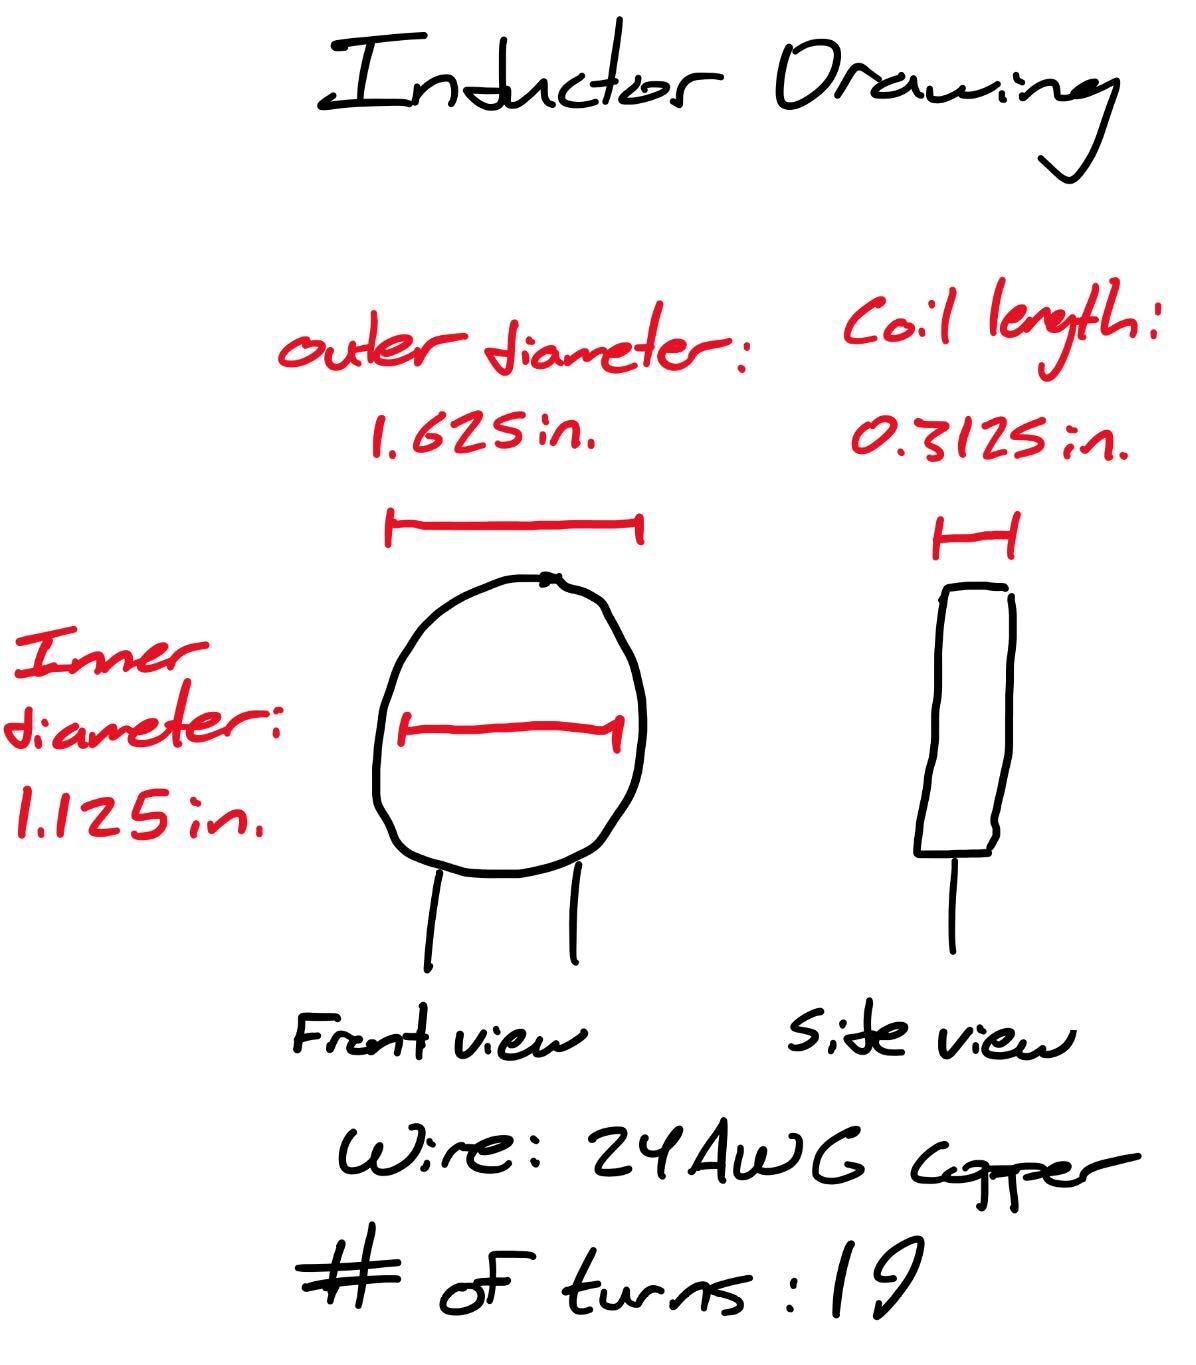 Inductor Drawing
outer diameter:
1.625 in.
Coil length:
0.3125 in.
Inner
diameter:
1.125 in.
Front view
Side view
Wire: 24AWG Copper
# of turns: 19